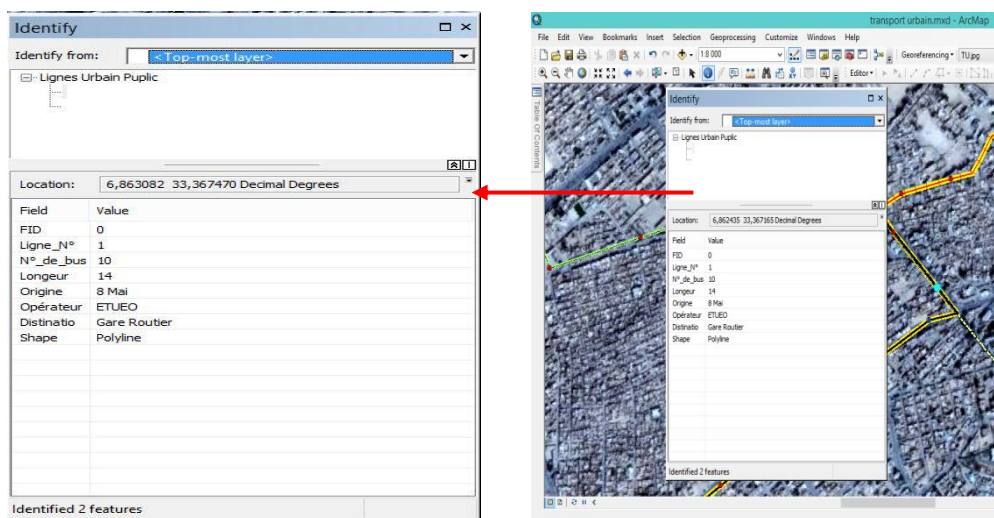 Identify
Identify from: <Top-most layer>
Lignes Urbain Puplic
Location: 6,863082 33,367470 Decimal Degrees
Field Value
FID 0
Ligne_N° 1
N°_de_bus 10
Longeur 14
Origine 8 Mai
Opérateur ETUEO
Distinatio Gare Routier
Shape Polyline
Identified 2 features
transport urbain.mxd - ArcMap
File Edit View Bookmarks Insert Selection Geoprocessing Customize Windows Help
1:8 000 Georeferencing TU.jpg
Editor
Table Of Contents
Identify
Identify from: <Top-most layer>
Lignes Urbain Puplic
Location: 6,862435 33,367165 Decimal Degrees
Field Value
FID 0
Ligne_N° 1
N°_de_bus 10
Longeur 14
Origine 8 Mai
Opérateur ETUEO
Distinatio Gare Routier
Shape Polyline
Identified 2 features